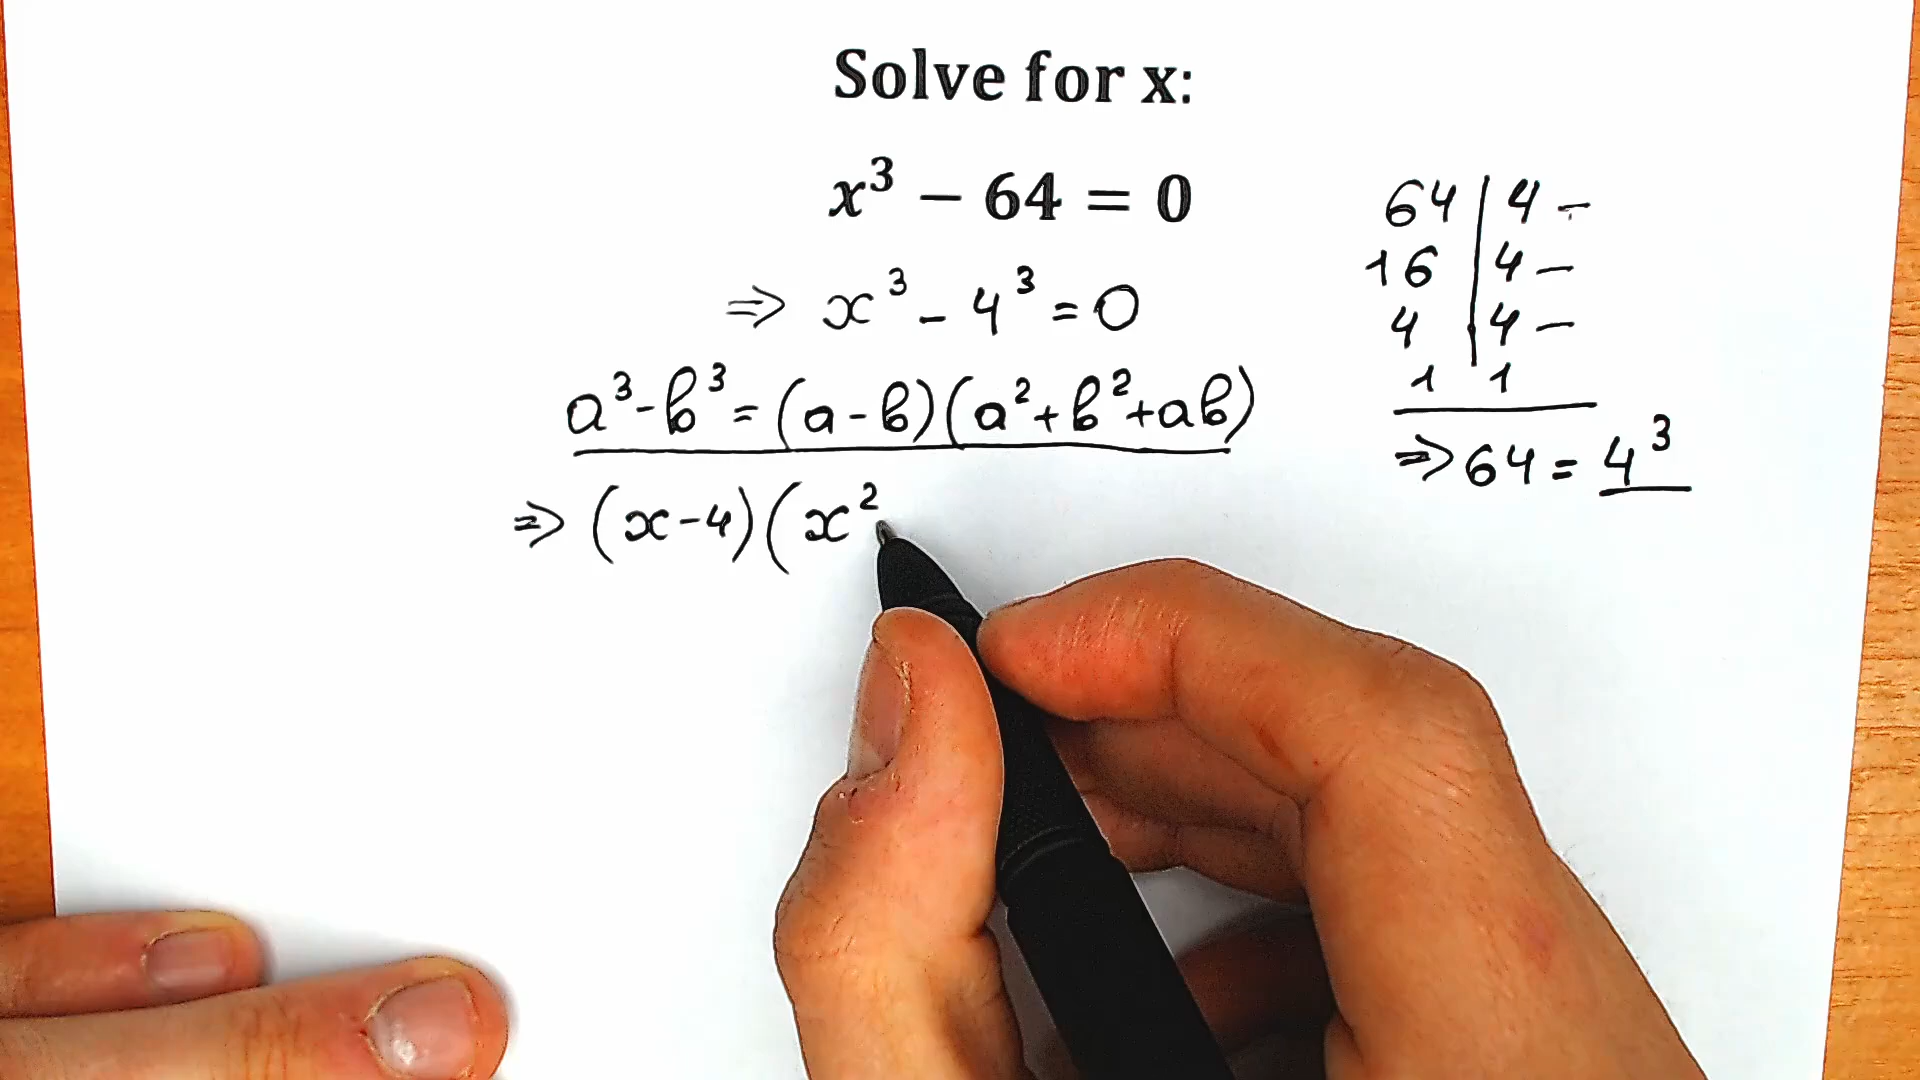 Solve for x:
x³ − 64 = 0
⇒ x³ - 4³ = 0
a³-b³ = (a-b)(a²+b²+ab)
⇒ (x-4)(x²
64 | 4 -
16 | 4 -
4 | 4 -
1 1
⇒ 64 = 4³